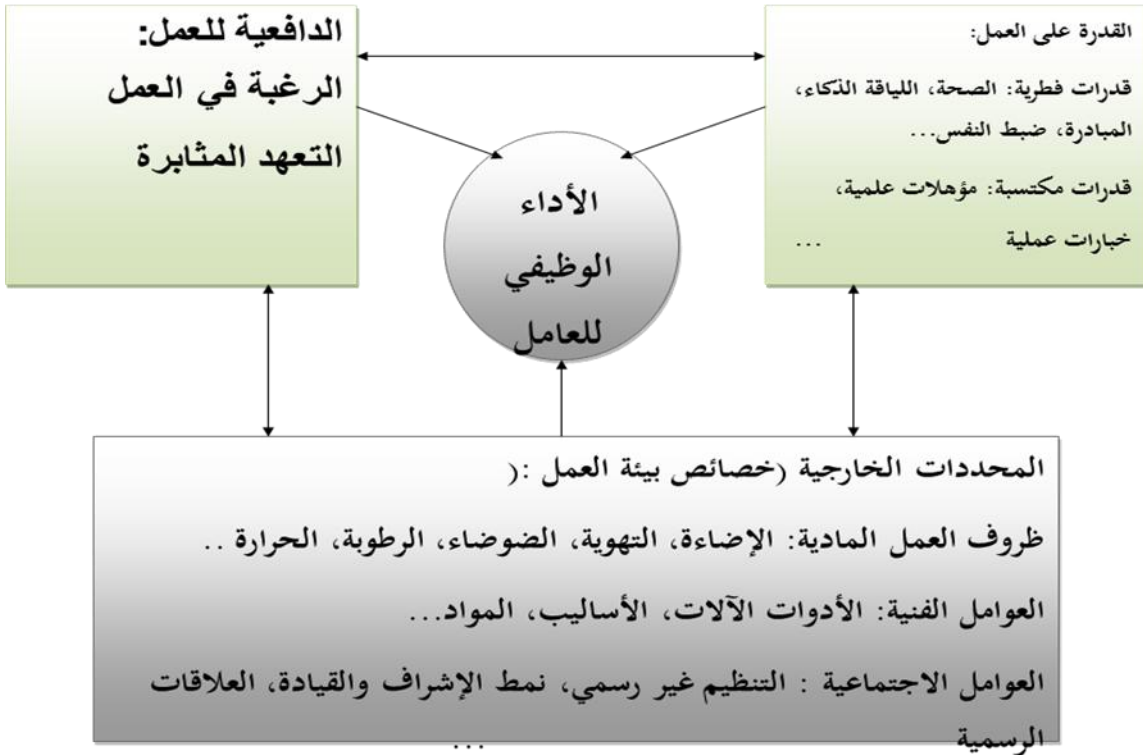 القدرة على العمل:
قدرات فطرية: الصحة، اللياقة الذكاء،
المبادرة، ضبط النفس...
قدرات مكتسبة: مؤهلات علمية،
خبارات عملية ...
الدافعية للعمل:
الرغبة في العمل
التعهد المثابرة
الأداء
الوظيفي
للعامل
المحددات الخارجية (خصائص بيئة العمل :(
ظروف العمل المادية: الإضاءة، التهوية، الضوضاء، الرطوبة، الحرارة ..
العوامل الفنية: الأدوات الآلات، الأساليب، المواد...
العوامل الاجتماعية : التنظيم غير رسمي، نمط الإشراف والقيادة، العلاقات
الرسمية ...